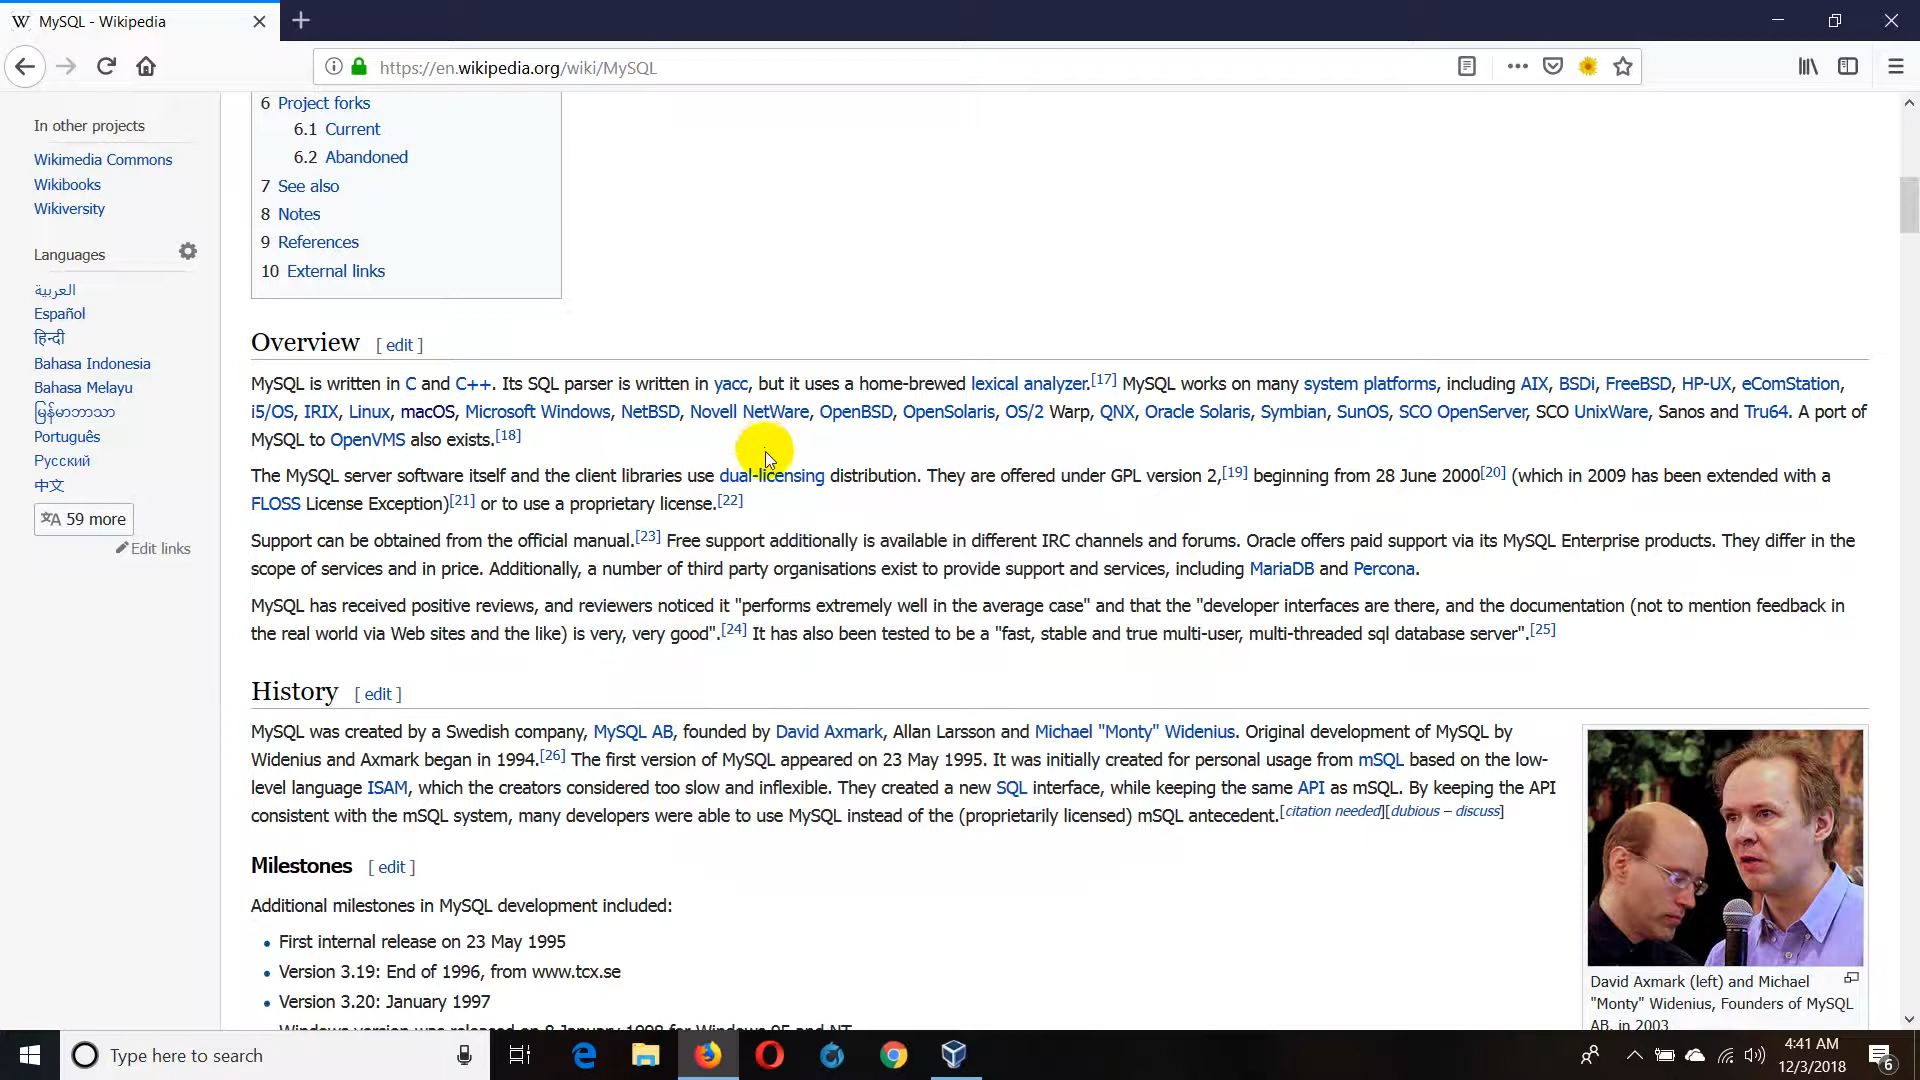 MySQL - Wikipedia
https://en.wikipedia.org/wiki/MySQL
In other projects
Wikimedia Commons
Wikibooks
Wikiversity
Languages
العربية
Español
हिन्दी
Bahasa Indonesia
Bahasa Melayu
မြန်မာဘာသာ
Português
Русский
中文
59 more
Edit links
6 Project forks
6.1 Current
6.2 Abandoned
7 See also
8 Notes
9 References
10 External links
Overview [ edit ]
MySQL is written in C and C++. Its SQL parser is written in yacc, but it uses a home-brewed lexical analyzer.[17] MySQL works on many system platforms, including AIX, BSDi, FreeBSD, HP-UX, eComStation,
i5/OS, IRIX, Linux, macOS, Microsoft Windows, NetBSD, Novell NetWare, OpenBSD, OpenSolaris, OS/2 Warp, QNX, Oracle Solaris, Symbian, SunOS, SCO OpenServer, SCO UnixWare, Sanos and Tru64. A port of
MySQL to OpenVMS also exists.[18]
The MySQL server software itself and the client libraries use dual-licensing distribution. They are offered under GPL version 2,[19] beginning from 28 June 2000[20] (which in 2009 has been extended with a
FLOSS License Exception)[21] or to use a proprietary license.[22]
Support can be obtained from the official manual.[23] Free support additionally is available in different IRC channels and forums. Oracle offers paid support via its MySQL Enterprise products. They differ in the
scope of services and in price. Additionally, a number of third party organisations exist to provide support and services, including MariaDB and Percona.
MySQL has received positive reviews, and reviewers noticed it "performs extremely well in the average case" and that the "developer interfaces are there, and the documentation (not to mention feedback in
the real world via Web sites and the like) is very, very good".[24] It has also been tested to be a "fast, stable and true multi-user, multi-threaded sql database server".[25]
History [ edit ]
MySQL was created by a Swedish company, MySQL AB, founded by David Axmark, Allan Larsson and Michael "Monty" Widenius. Original development of MySQL by
Widenius and Axmark began in 1994.[26] The first version of MySQL appeared on 23 May 1995. It was initially created for personal usage from mSQL based on the low-
level language ISAM, which the creators considered too slow and inflexible. They created a new SQL interface, while keeping the same API as mSQL. By keeping the API
consistent with the mSQL system, many developers were able to use MySQL instead of the (proprietarily licensed) mSQL antecedent.[citation needed][dubious – discuss]
David Axmark (left) and Michael
"Monty" Widenius, Founders of MySQL
AB, in 2003
Milestones [ edit ]
Additional milestones in MySQL development included:
First internal release on 23 May 1995
Version 3.19: End of 1996, from www.tcx.se
Version 3.20: January 1997
Windows version was released on 8 January 1998 for Windows 95 and NT
Type here to search
4:41 AM
12/3/2018
6